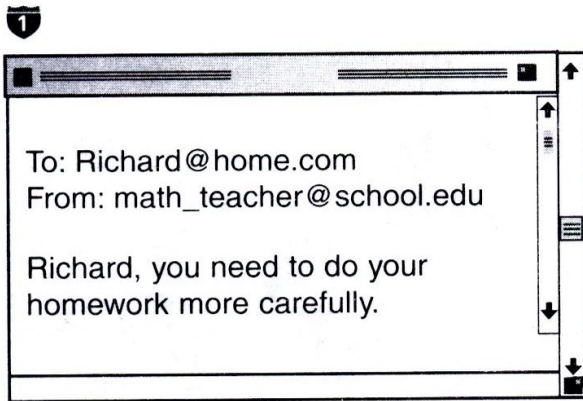 1
To: Richard@home.com
From: math_teacher@school.edu
Richard, you need to do your
homework more carefully.